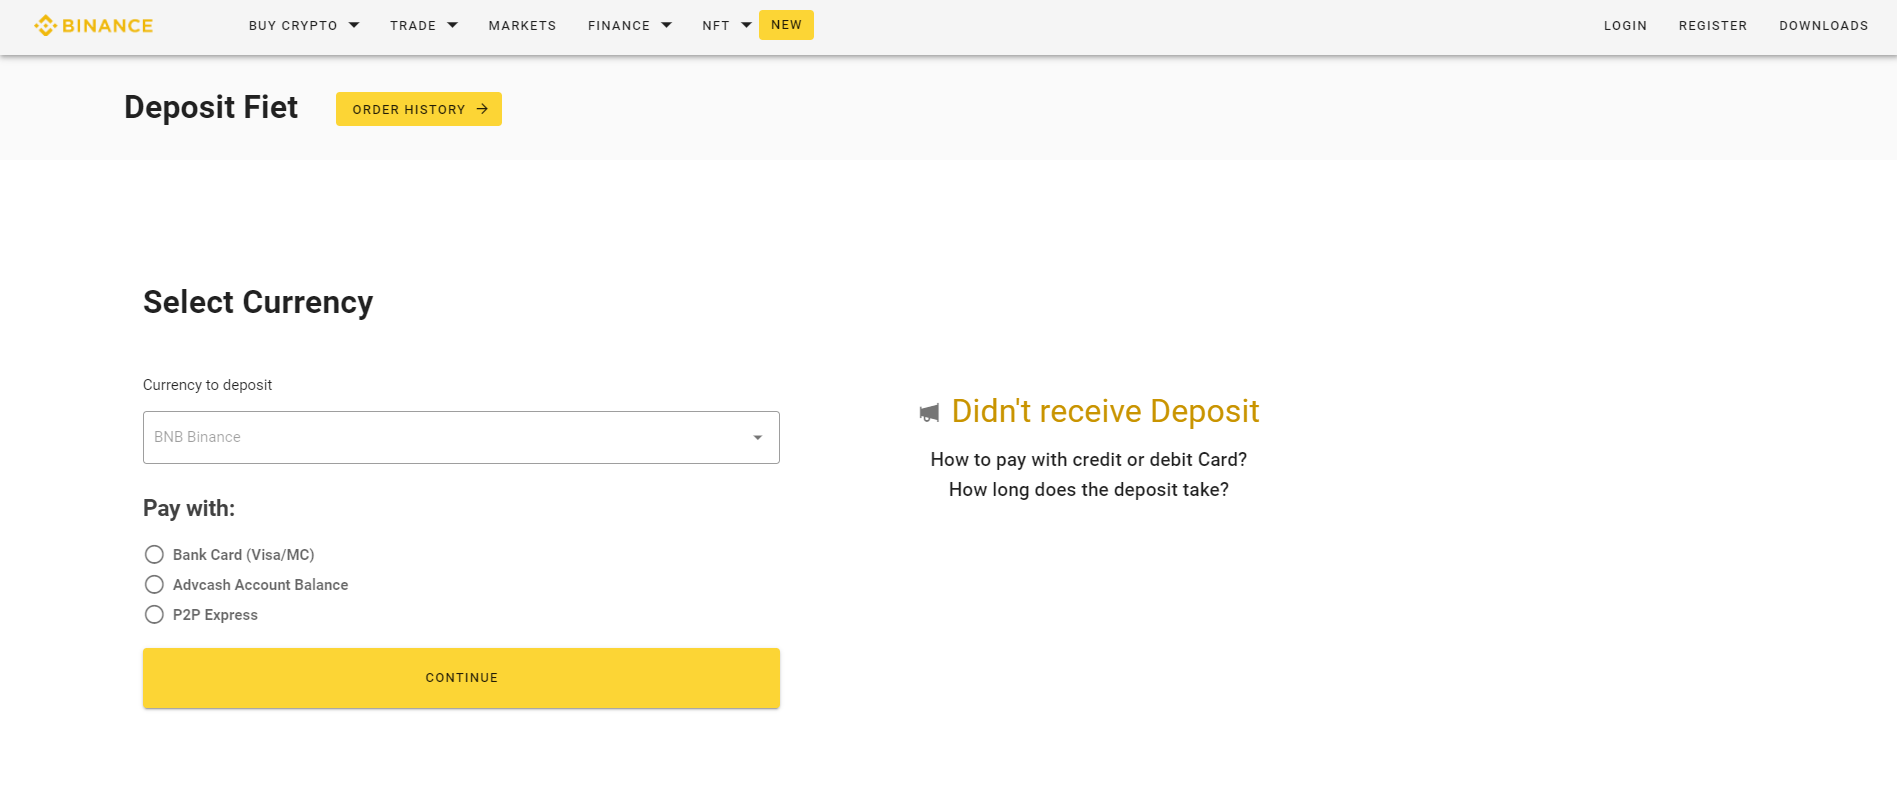 BINANCE
BUY CRYPTO
TRADE
MARKETS
FINANCE
NFT
NEW
LOGIN
REGISTER
DOWNLOADS
Deposit Fiet
ORDER HISTORY
Select Currency
Currency to deposit
BNB Binance
Pay with:
Bank Card (Visa/MC)
Advcash Account Balance
P2P Express
CONTINUE
Didn't receive Deposit
How to pay with credit or debit Card?
How long does the deposit take?